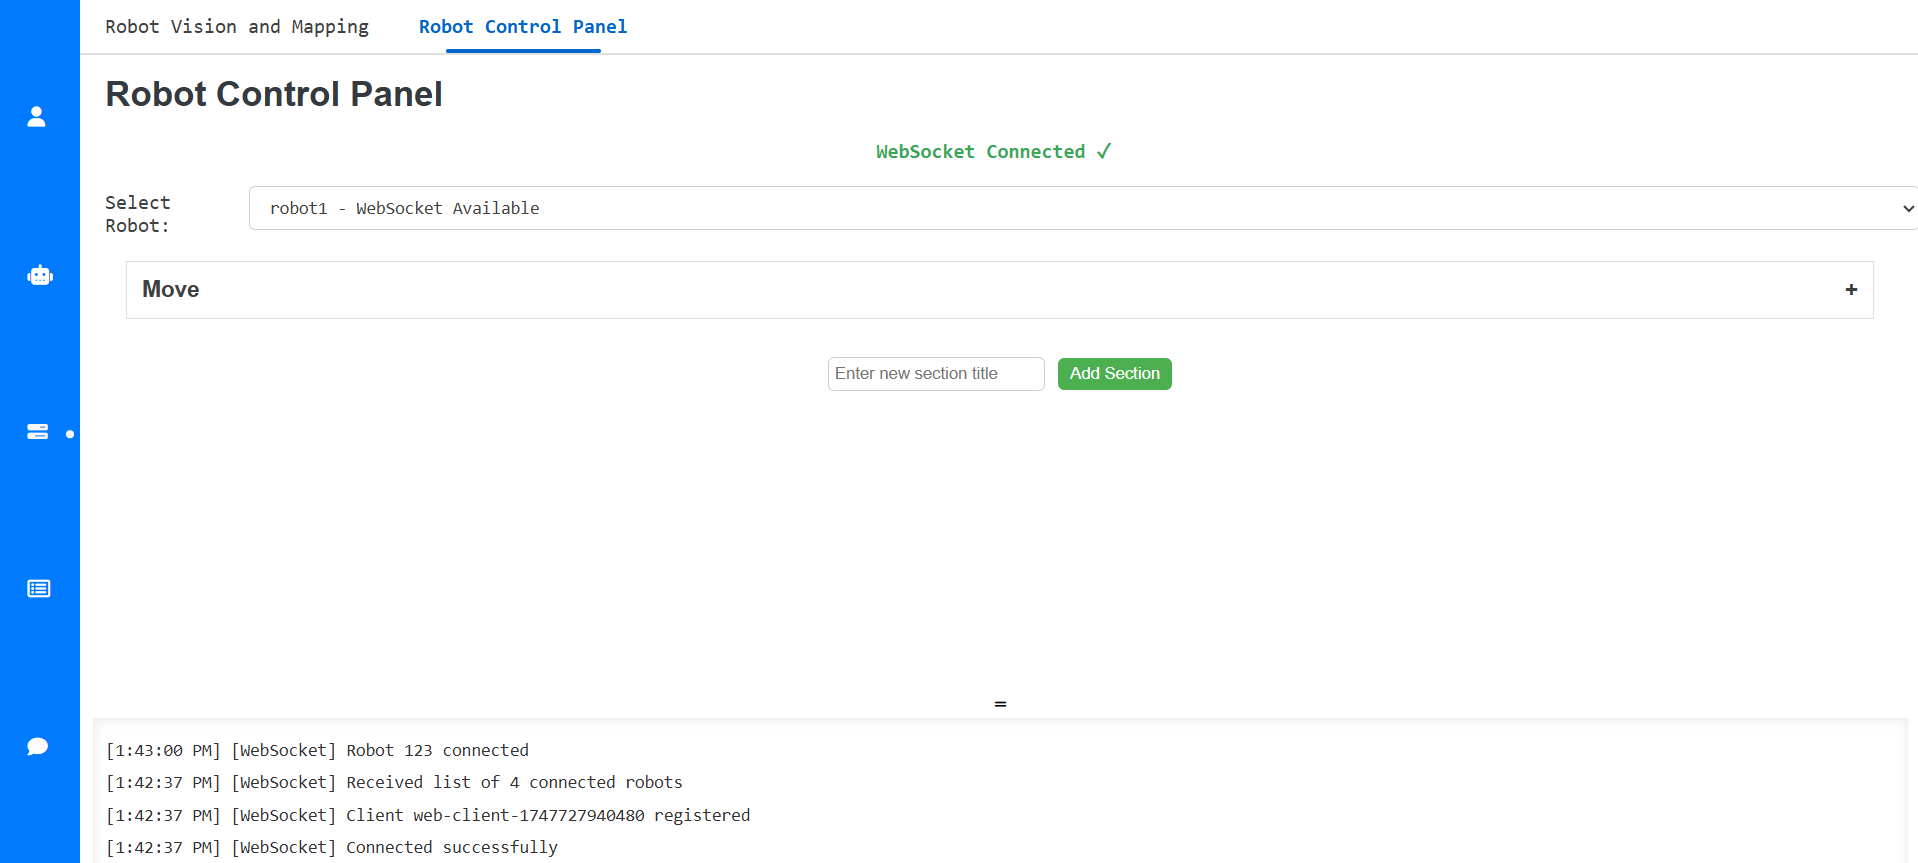 Robot Vision and Mapping
Robot Control Panel
Robot Control Panel
WebSocket Connected ✓
Select
Robot:
robot1 - WebSocket Available
Move
+
Enter new section title
Add Section
=
[1:43:00 PM] [WebSocket] Robot 123 connected
[1:42:37 PM] [WebSocket] Received list of 4 connected robots
[1:42:37 PM] [WebSocket] Client web-client-1747727940480 registered
[1:42:37 PM] [WebSocket] Connected successfully